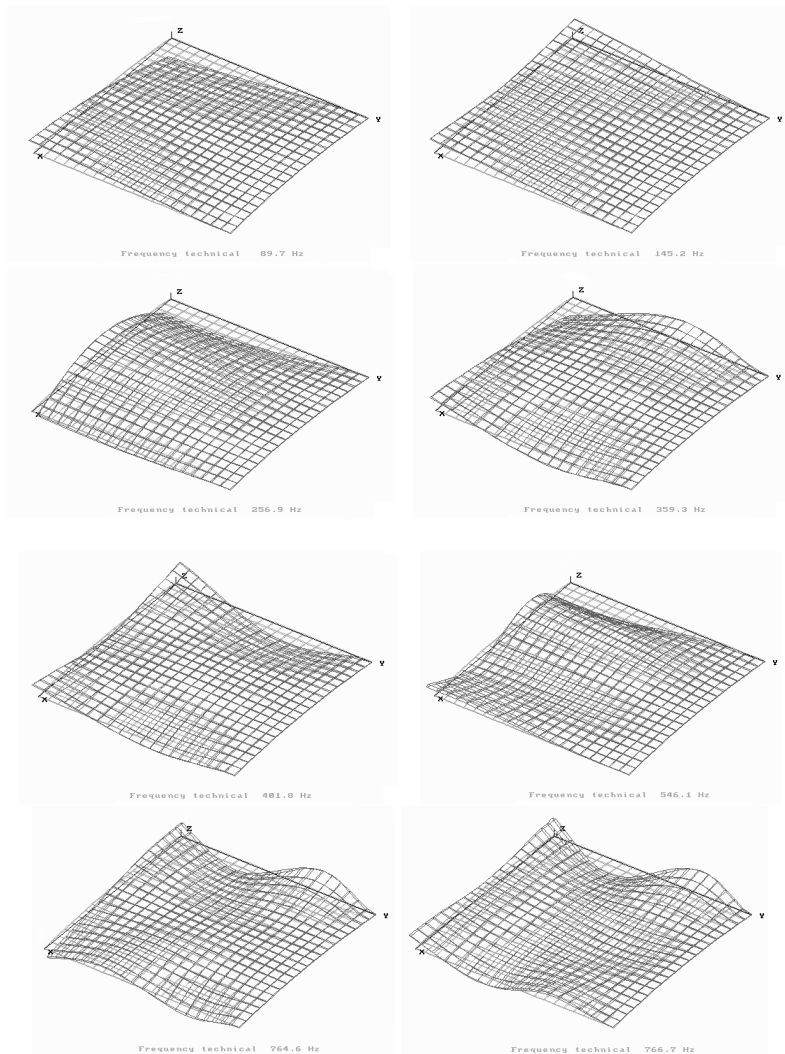 Z
Z
Y
Y
X
X
Frequency technical 89.7 Hz
Frequency technical 145.2 Hz
Z
Z
Y
Y
X
X
Frequency technical 256.9 Hz
Frequency technical 359.3 Hz
Z
Z
Y
Y
X
X
Frequency technical 401.8 Hz
Frequency technical 546.1 Hz
Z
Z
Y
Y
X
X
Frequency technical 764.6 Hz
Frequency technical 766.7 Hz